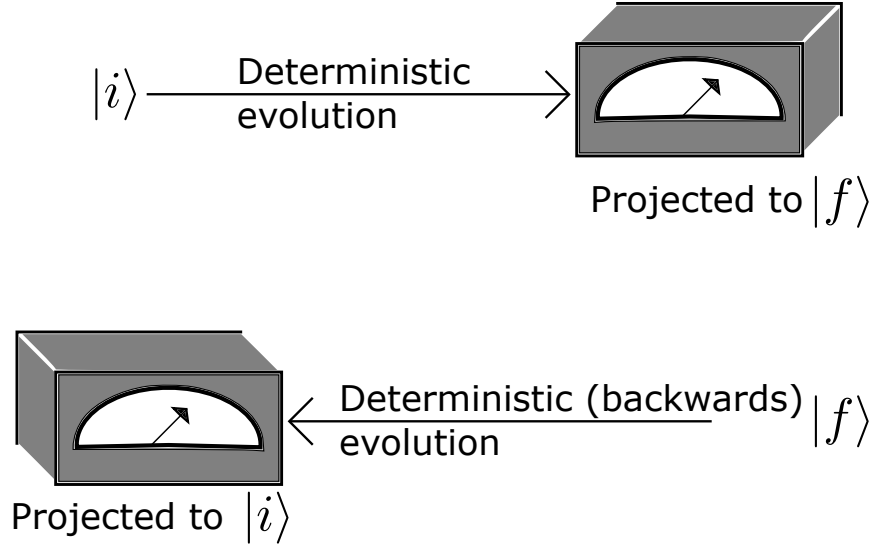 |i⟩ Deterministic
evolution
Projected to |f⟩
Deterministic (backwards) |f⟩
evolution
Projected to |i⟩